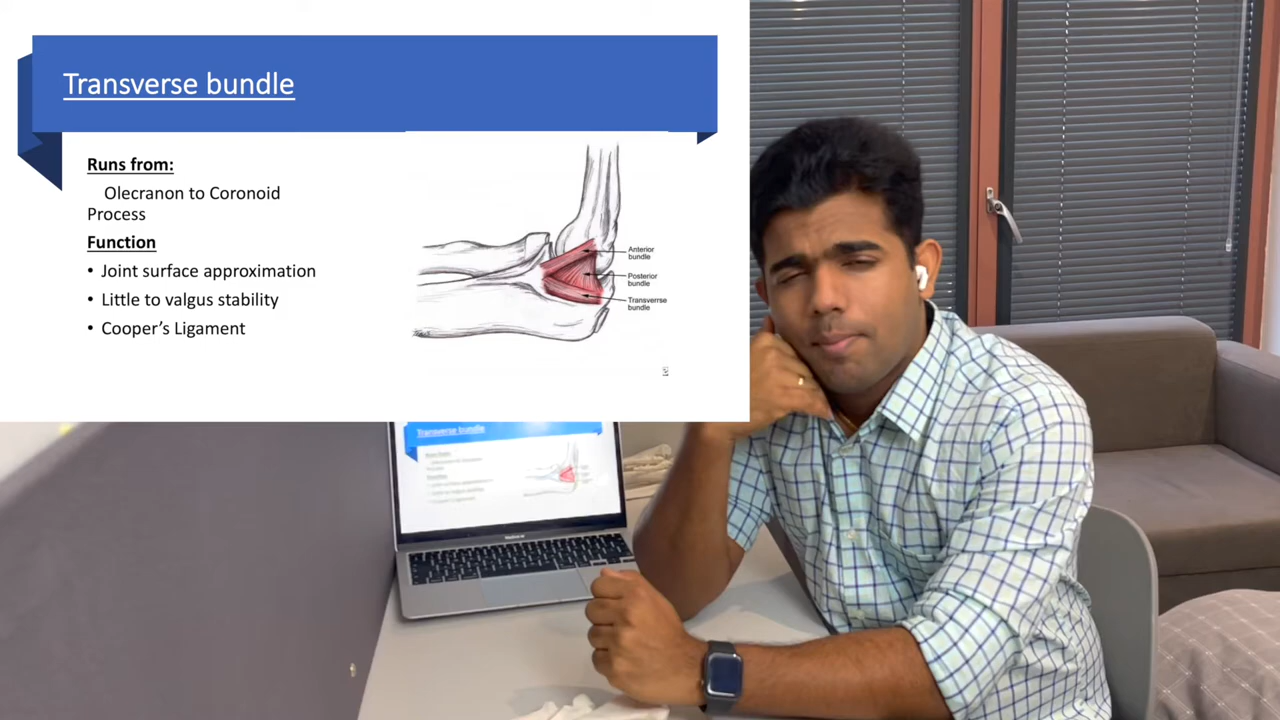 Transverse bundle
Runs from:
Olecranon to Coronoid
Process
Function
• Joint surface approximation
• Little to valgus stability
• Cooper's Ligament
Anterior
bundle
Posterior
bundle
Transverse
bundle
Transverse bundle